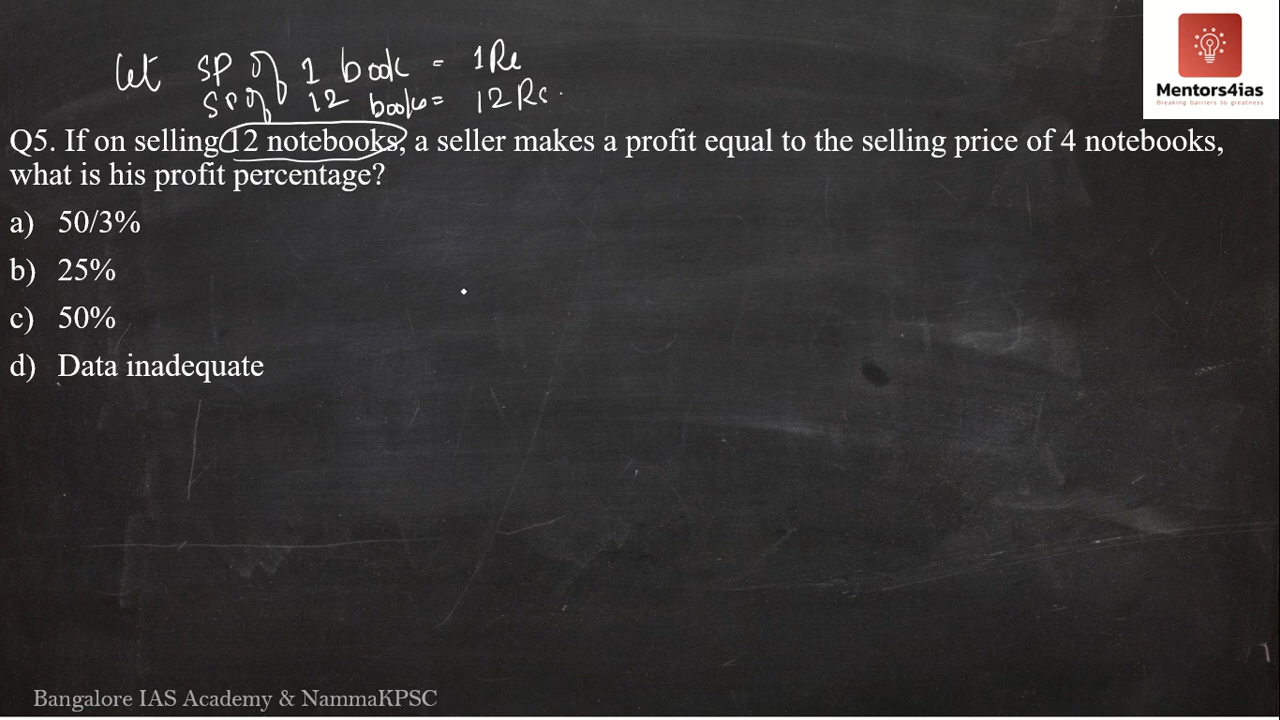 let SP of 1 book = 1Re
SP of 12 books = 12 Rs.
Mentors4ias
Breaking barriers to greatness
Q5. If on selling 12 notebooks, a seller makes a profit equal to the selling price of 4 notebooks,
what is his profit percentage?
a) 50/3%
b) 25%
c) 50%
d) Data inadequate
Bangalore IAS Academy & NammaKPSC